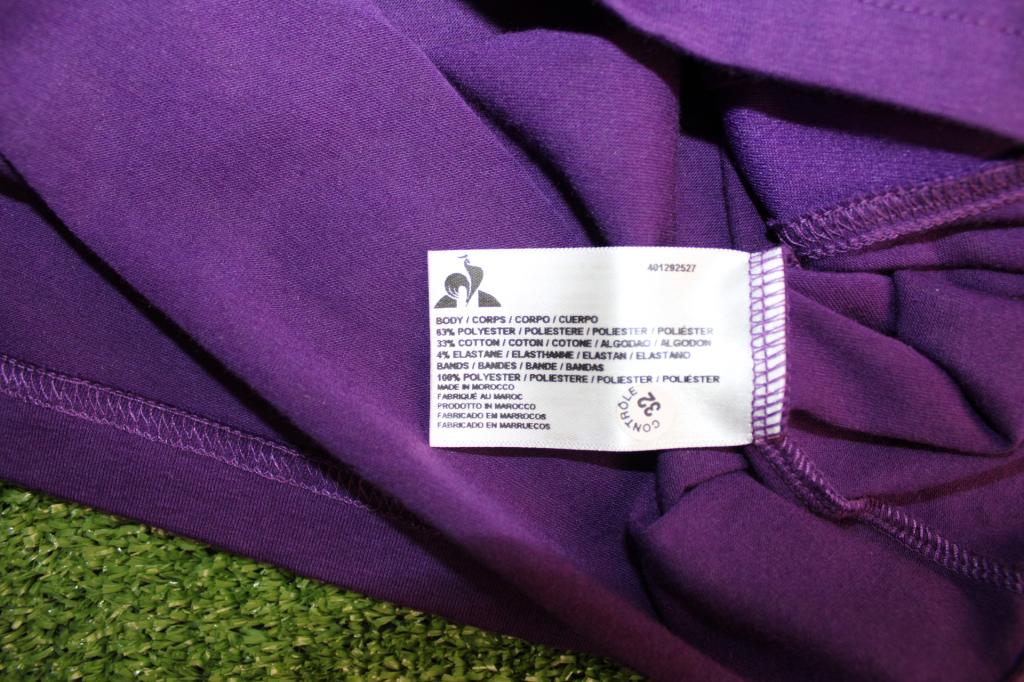 401292527
BODY / CORPS / CORPO / CUERPO
63% POLYESTER / POLIESTERE / POLIESTER / POLIÉSTER
33% COTTON / COTON / COTONE / ALGODAO / ALGODON
4% ELASTANE / ELASTHANNE / ELASTAN / ELASTANO
BANDS / BANDES / BANDE / BANDAS
100% POLYESTER / POLIESTERE / POLIESTER / POLIÉSTER
MADE IN MOROCCO
FABRIQUÉ AU MAROC
PRODOTTO IN MAROCCO
FABRICADO EM MARROCOS
FABRICADO EN MARRUECOS
CONTROLE
32